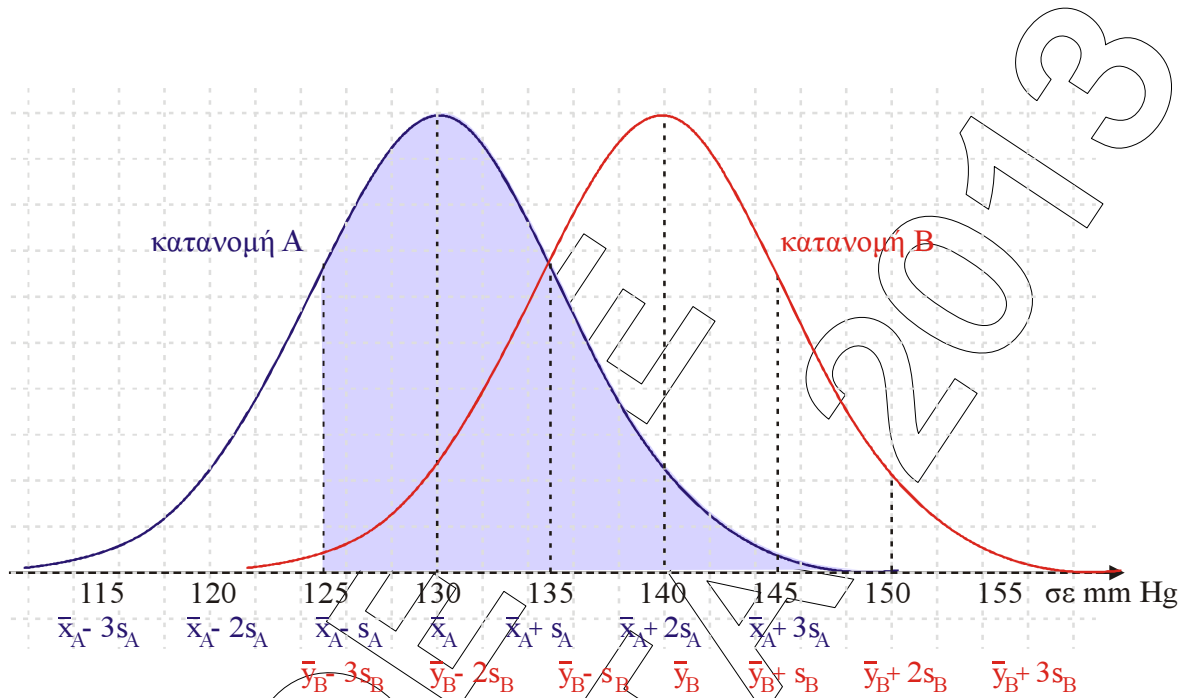 2013
κατανομή A
κατανομή B
115 120 125 130 135 140 145 150 155 σε mm Hg
x̄A- 3sA x̄A- 2sA x̄A- sA x̄A x̄A+ sA x̄A+ 2sA x̄A+ 3sA
ȳB- 3sB ȳB- 2sB ȳB- sB ȳB ȳB+ sB ȳB+ 2sB ȳB+ 3sB